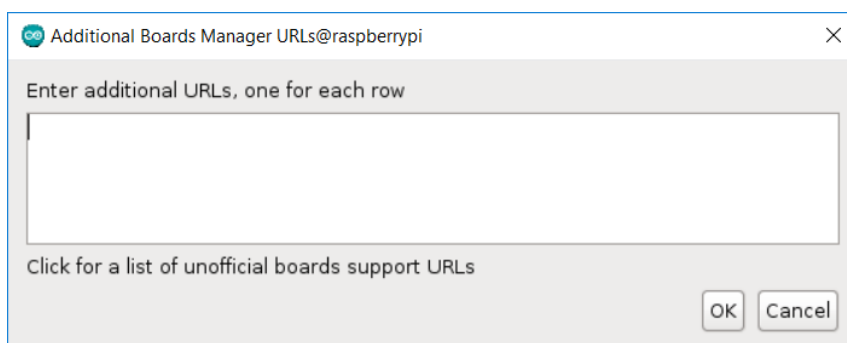 Additional Boards Manager URLs@raspberrypi
Enter additional URLs, one for each row
Click for a list of unofficial boards support URLs
OK Cancel